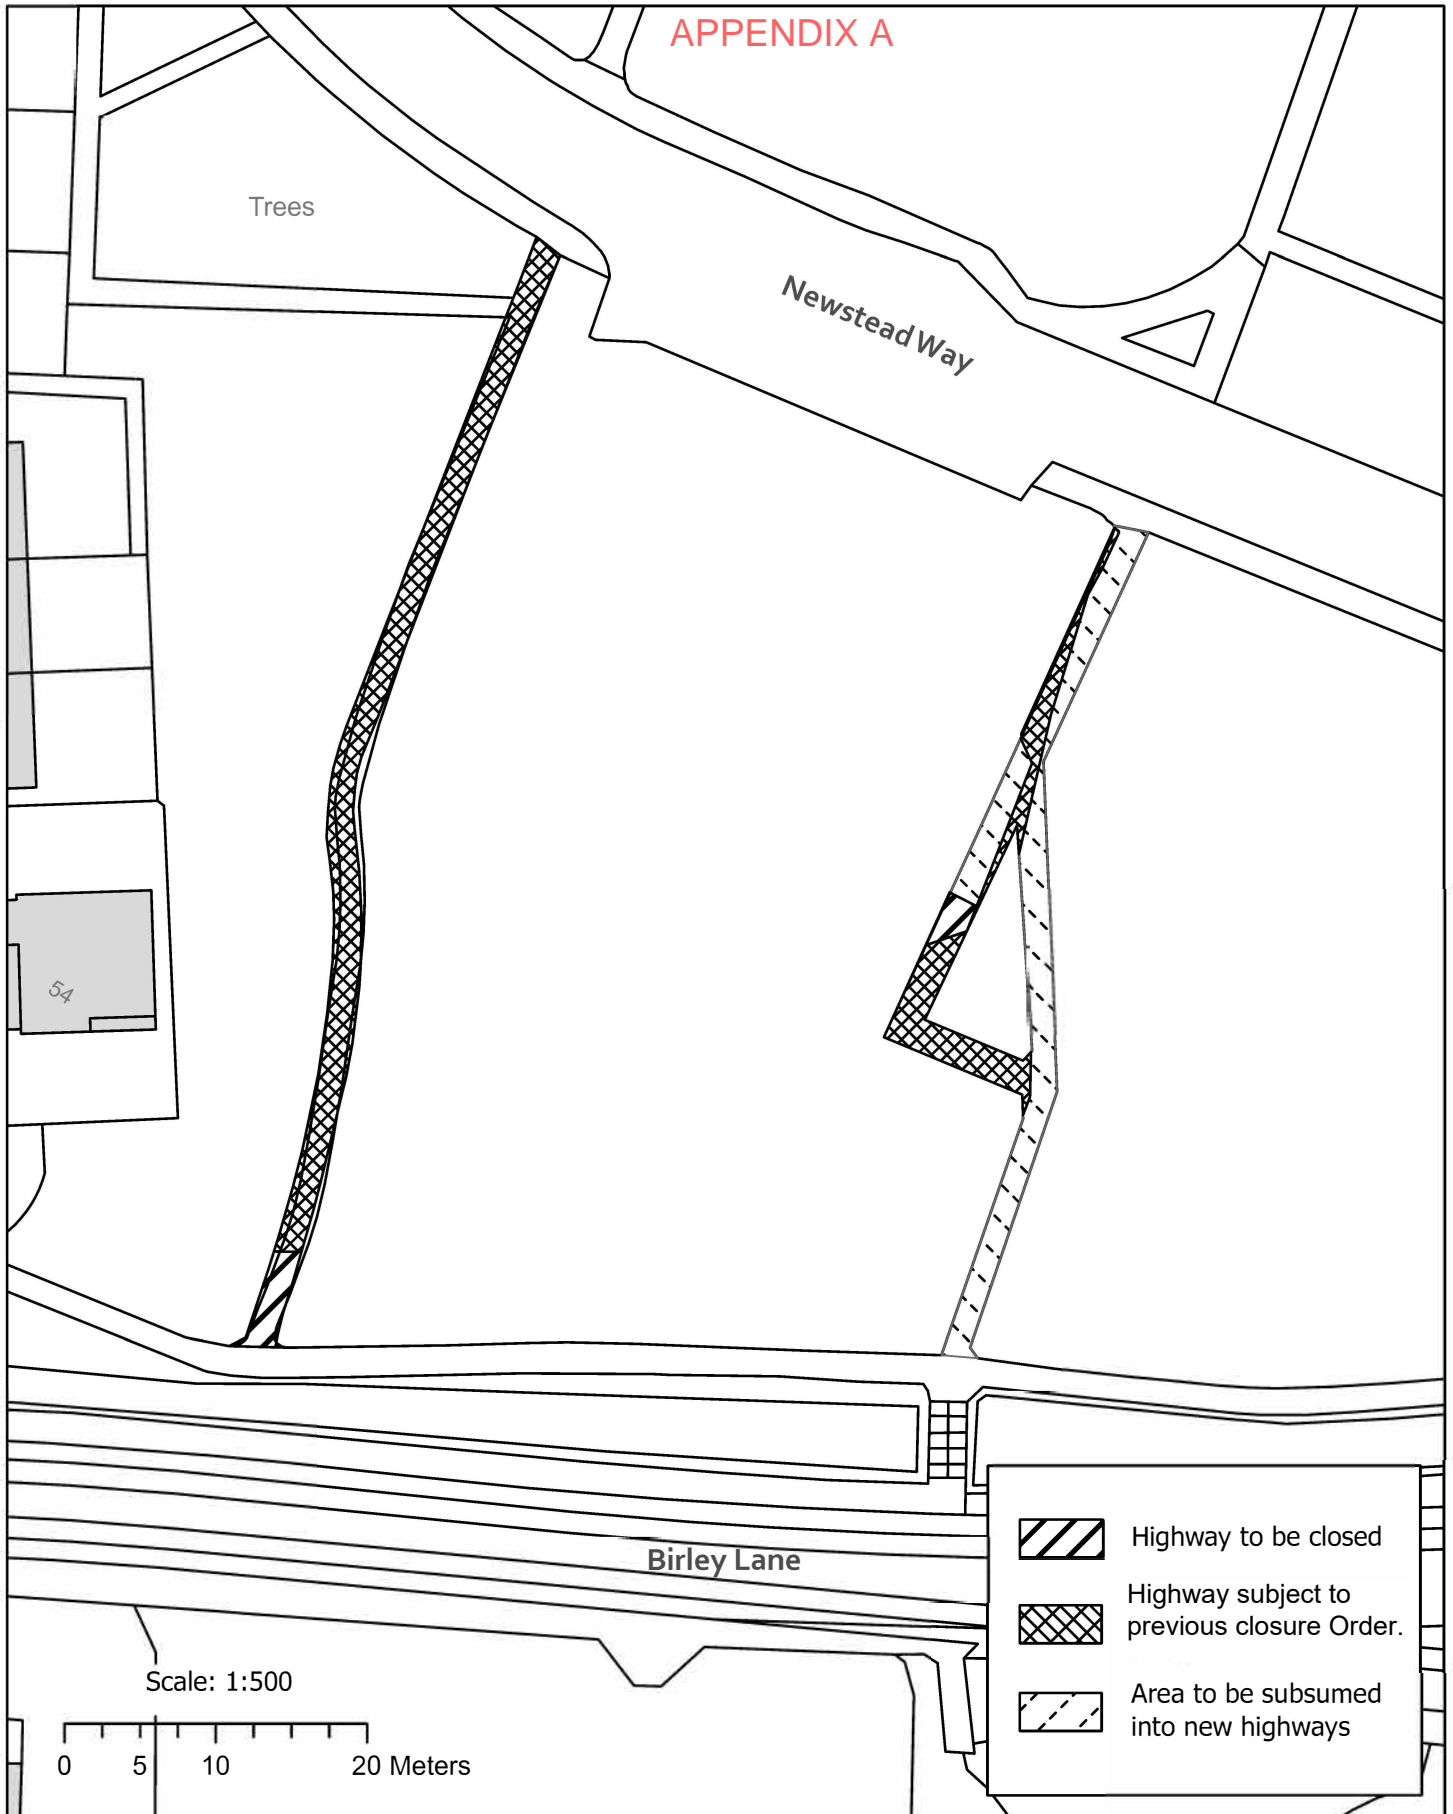 APPENDIX A
Trees
Newstead Way
54
Birley Lane
Highway to be closed
Highway subject to
previous closure Order.
Area to be subsumed
into new highways
Scale: 1:500
0 5 10 20 Meters